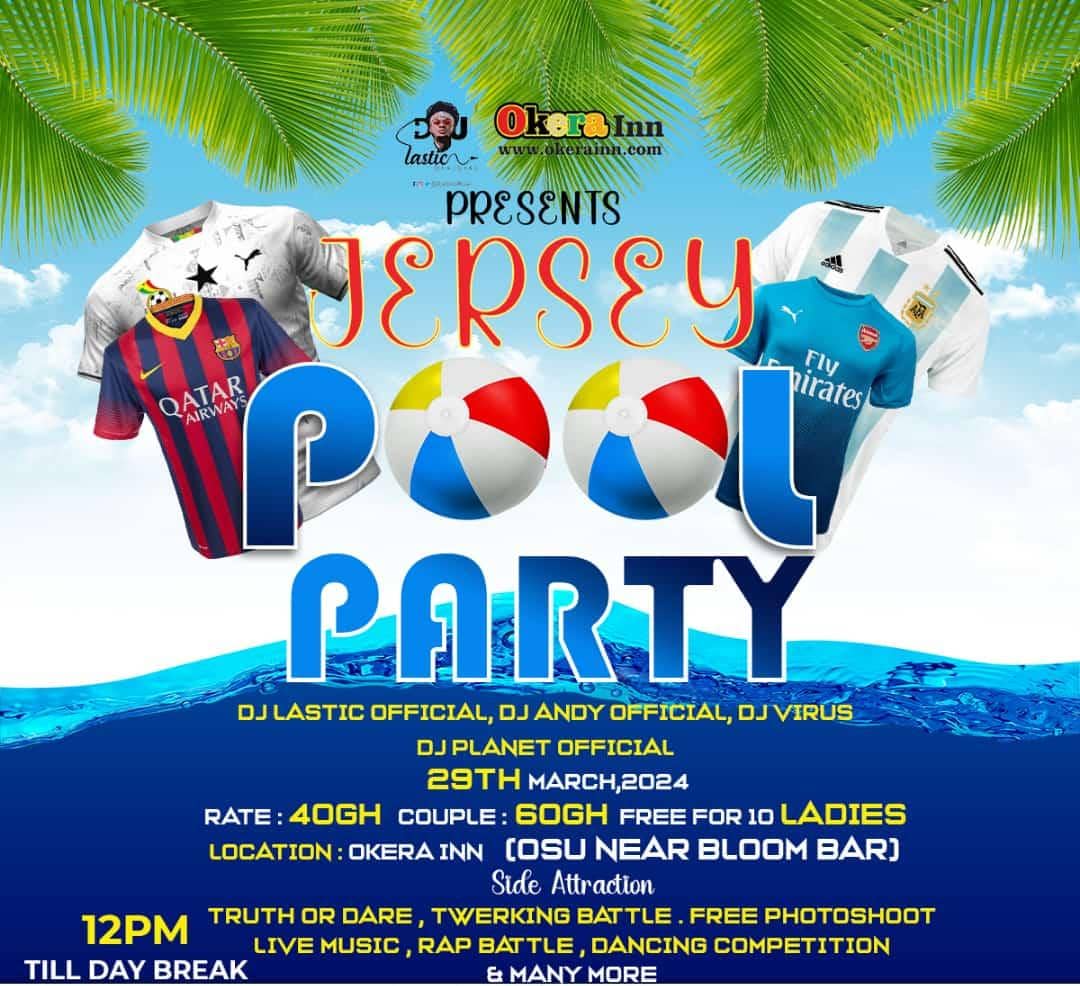 DJ
lastic
Okera Inn
www.okerainn.com
PRESENTS
JERSEY
adidas
AFA
Arsenal
QATAR
AIRWAYS
Fly
Emirates
POOL
PARTY
DJ LASTIC OFFICIAL, DJ ANDY OFFICIAL, DJ VIRUS
DJ PLANET OFFICIAL
29TH MARCH,2024
RATE : 40GH COUPLE : 60GH FREE FOR 10 LADIES
LOCATION : OKERA INN (OSU NEAR BLOOM BAR)
Side Attraction
12PM
TILL DAY BREAK
TRUTH OR DARE , TWERKING BATTLE . FREE PHOTOSHOOT
LIVE MUSIC , RAP BATTLE , DANCING COMPETITION
& MANY MORE